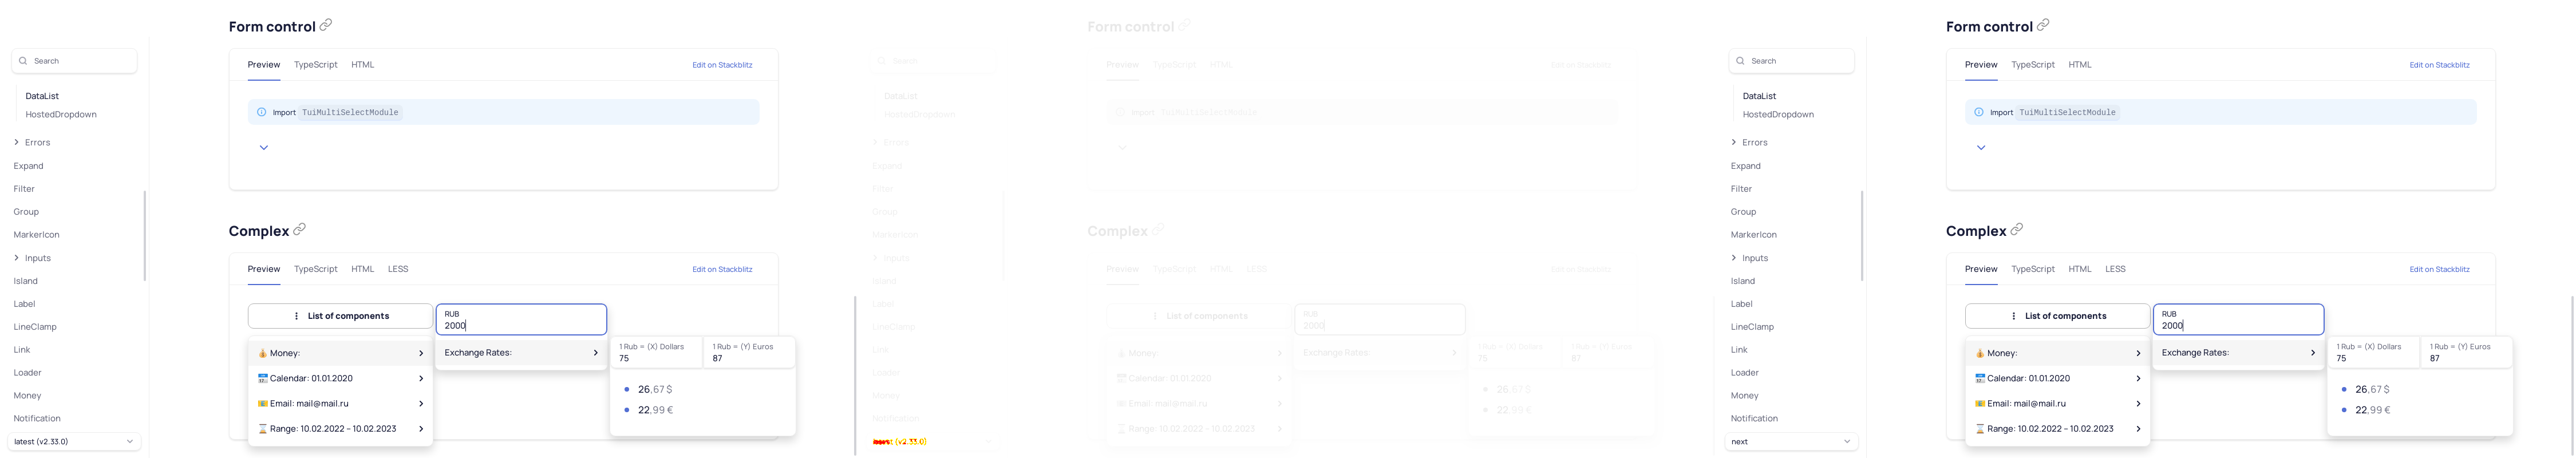 Form control
Search
Preview TypeScript HTML Edit on Stackblitz
DataList
HostedDropdown
Import TuiMultiSelectModule
Errors
Expand
Filter
Group
MarkerIcon
Inputs
Island
Label
LineClamp
Link
Loader
Money
Notification
latest (v2.33.0)
Complex
Preview TypeScript HTML LESS Edit on Stackblitz
List of components
RUB
2000
💰 Money:
📅 Calendar: 01.01.2020
📧 Email: mail@mail.ru
⌛ Range: 10.02.2022 – 10.02.2023
Exchange Rates:
1 Rub = (X) Dollars
75
1 Rub = (Y) Euros
87
26,67 $
22,99 €
Form control
Search
Preview TypeScript HTML Edit on Stackblitz
DataList
HostedDropdown
Import TuiMultiSelectModule
Errors
Expand
Filter
Group
MarkerIcon
Inputs
Island
Label
LineClamp
Link
Loader
Money
Notification
(v2.33.0)
Complex
Preview TypeScript HTML LESS Edit on Stackblitz
List of components
RUB
2000
Money:
Calendar: 01.01.2020
Email: mail@mail.ru
Range: 10.02.2022 – 10.02.2023
Exchange Rates:
1 Rub = (X) Dollars
75
1 Rub = (Y) Euros
87
26,67 $
22,99 €
Form control
Search
Preview TypeScript HTML Edit on Stackblitz
DataList
HostedDropdown
Import TuiMultiSelectModule
Errors
Expand
Filter
Group
MarkerIcon
Inputs
Island
Label
LineClamp
Link
Loader
Money
Notification
next
Complex
Preview TypeScript HTML LESS Edit on Stackblitz
List of components
RUB
2000
💰 Money:
📅 Calendar: 01.01.2020
📧 Email: mail@mail.ru
⌛ Range: 10.02.2022 – 10.02.2023
Exchange Rates:
1 Rub = (X) Dollars
75
1 Rub = (Y) Euros
87
26,67 $
22,99 €